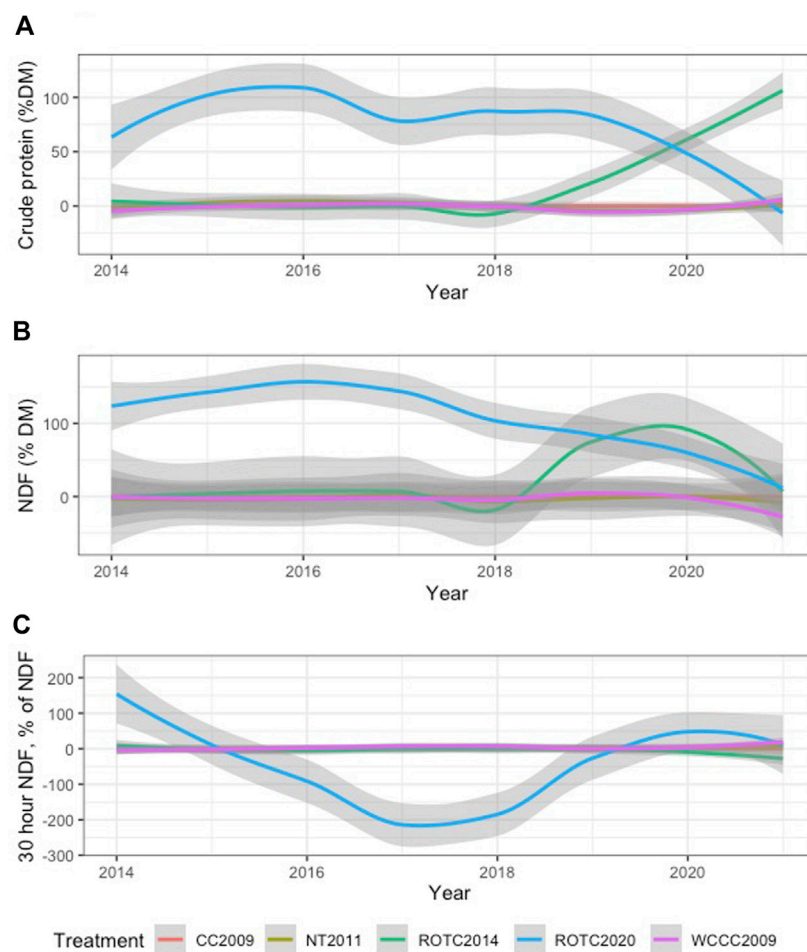 A
Crude protein (%DM)
100
50
0
2014 2016 2018 2020
Year
B
NDF (% DM)
100
0
2014 2016 2018 2020
Year
C
30 hour NDF, % of NDF
200
100
0
-100
-200
-300
2014 2016 2018 2020
Year
Treatment CC2009 NT2011 ROTC2014 ROTC2020 WCCC2009